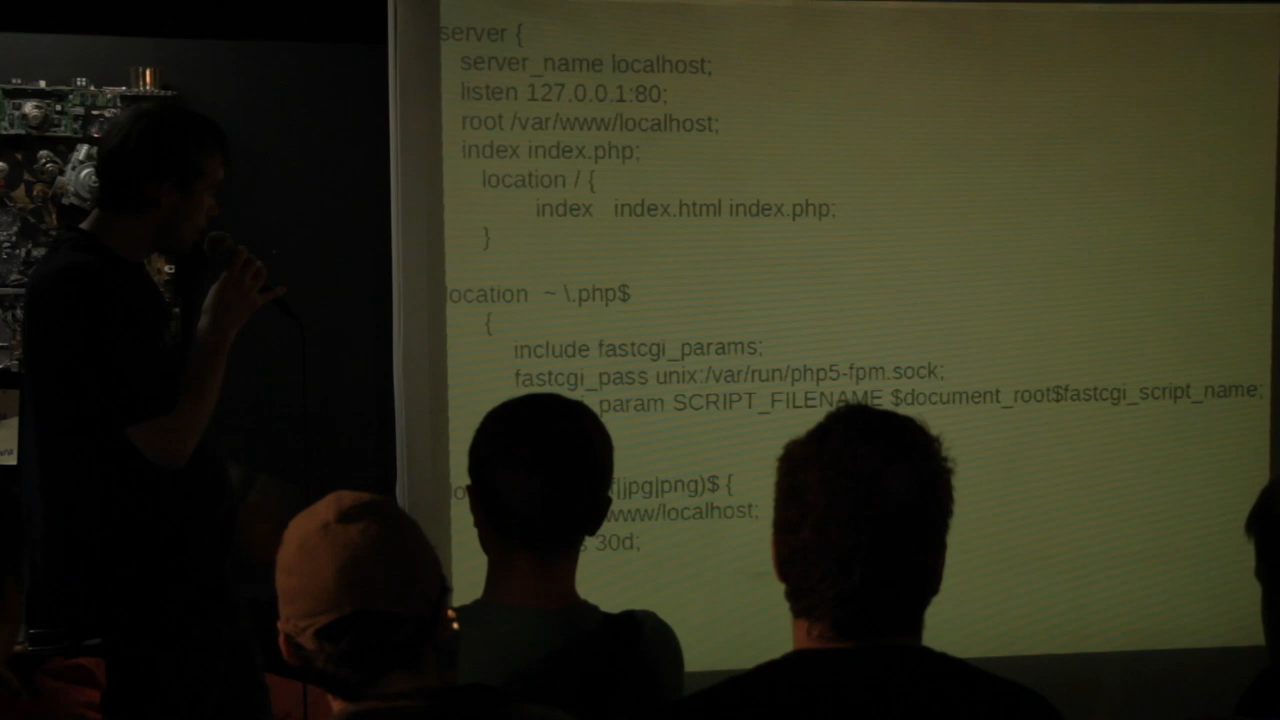 server {
server_name localhost;
listen 127.0.0.1:80;
root /var/www/localhost;
index index.php;
location / {
index index.html index.php;
}
location ~ \.php$
{
include fastcgi_params;
fastcgi_pass unix:/var/run/php5-fpm.sock;
_param SCRIPT_FILENAME $document_root$fastcgi_script_name;
|jpg|png)$ {
www/localhost;
30d;